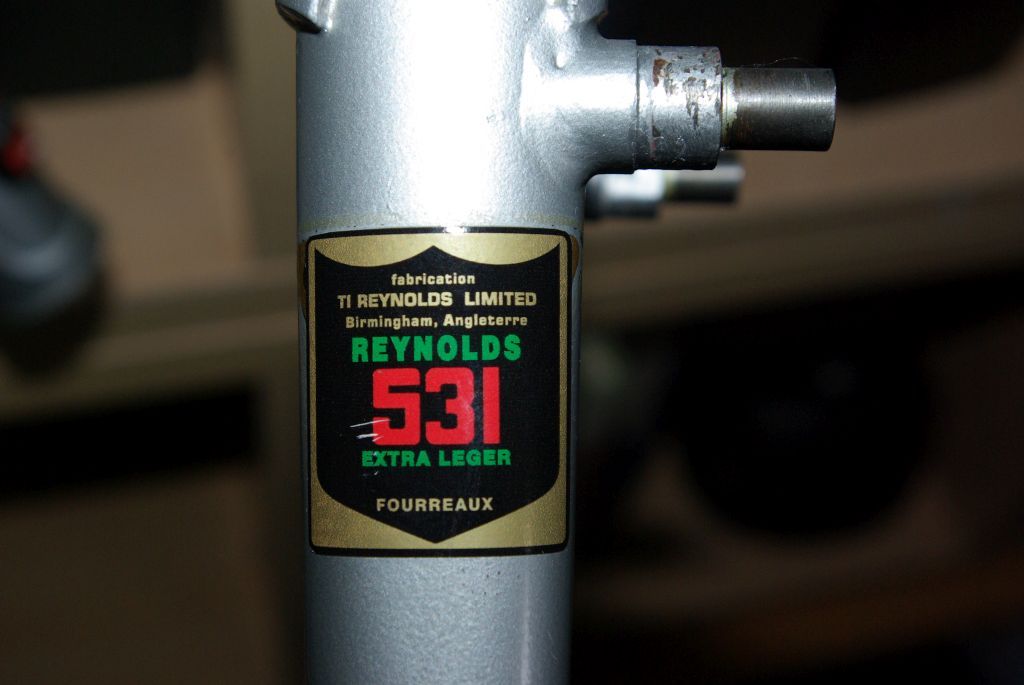 fabrication
TI REYNOLDS LIMITED
Birmingham, Angleterre
REYNOLDS
531
EXTRA LEGER
FOURREAUX